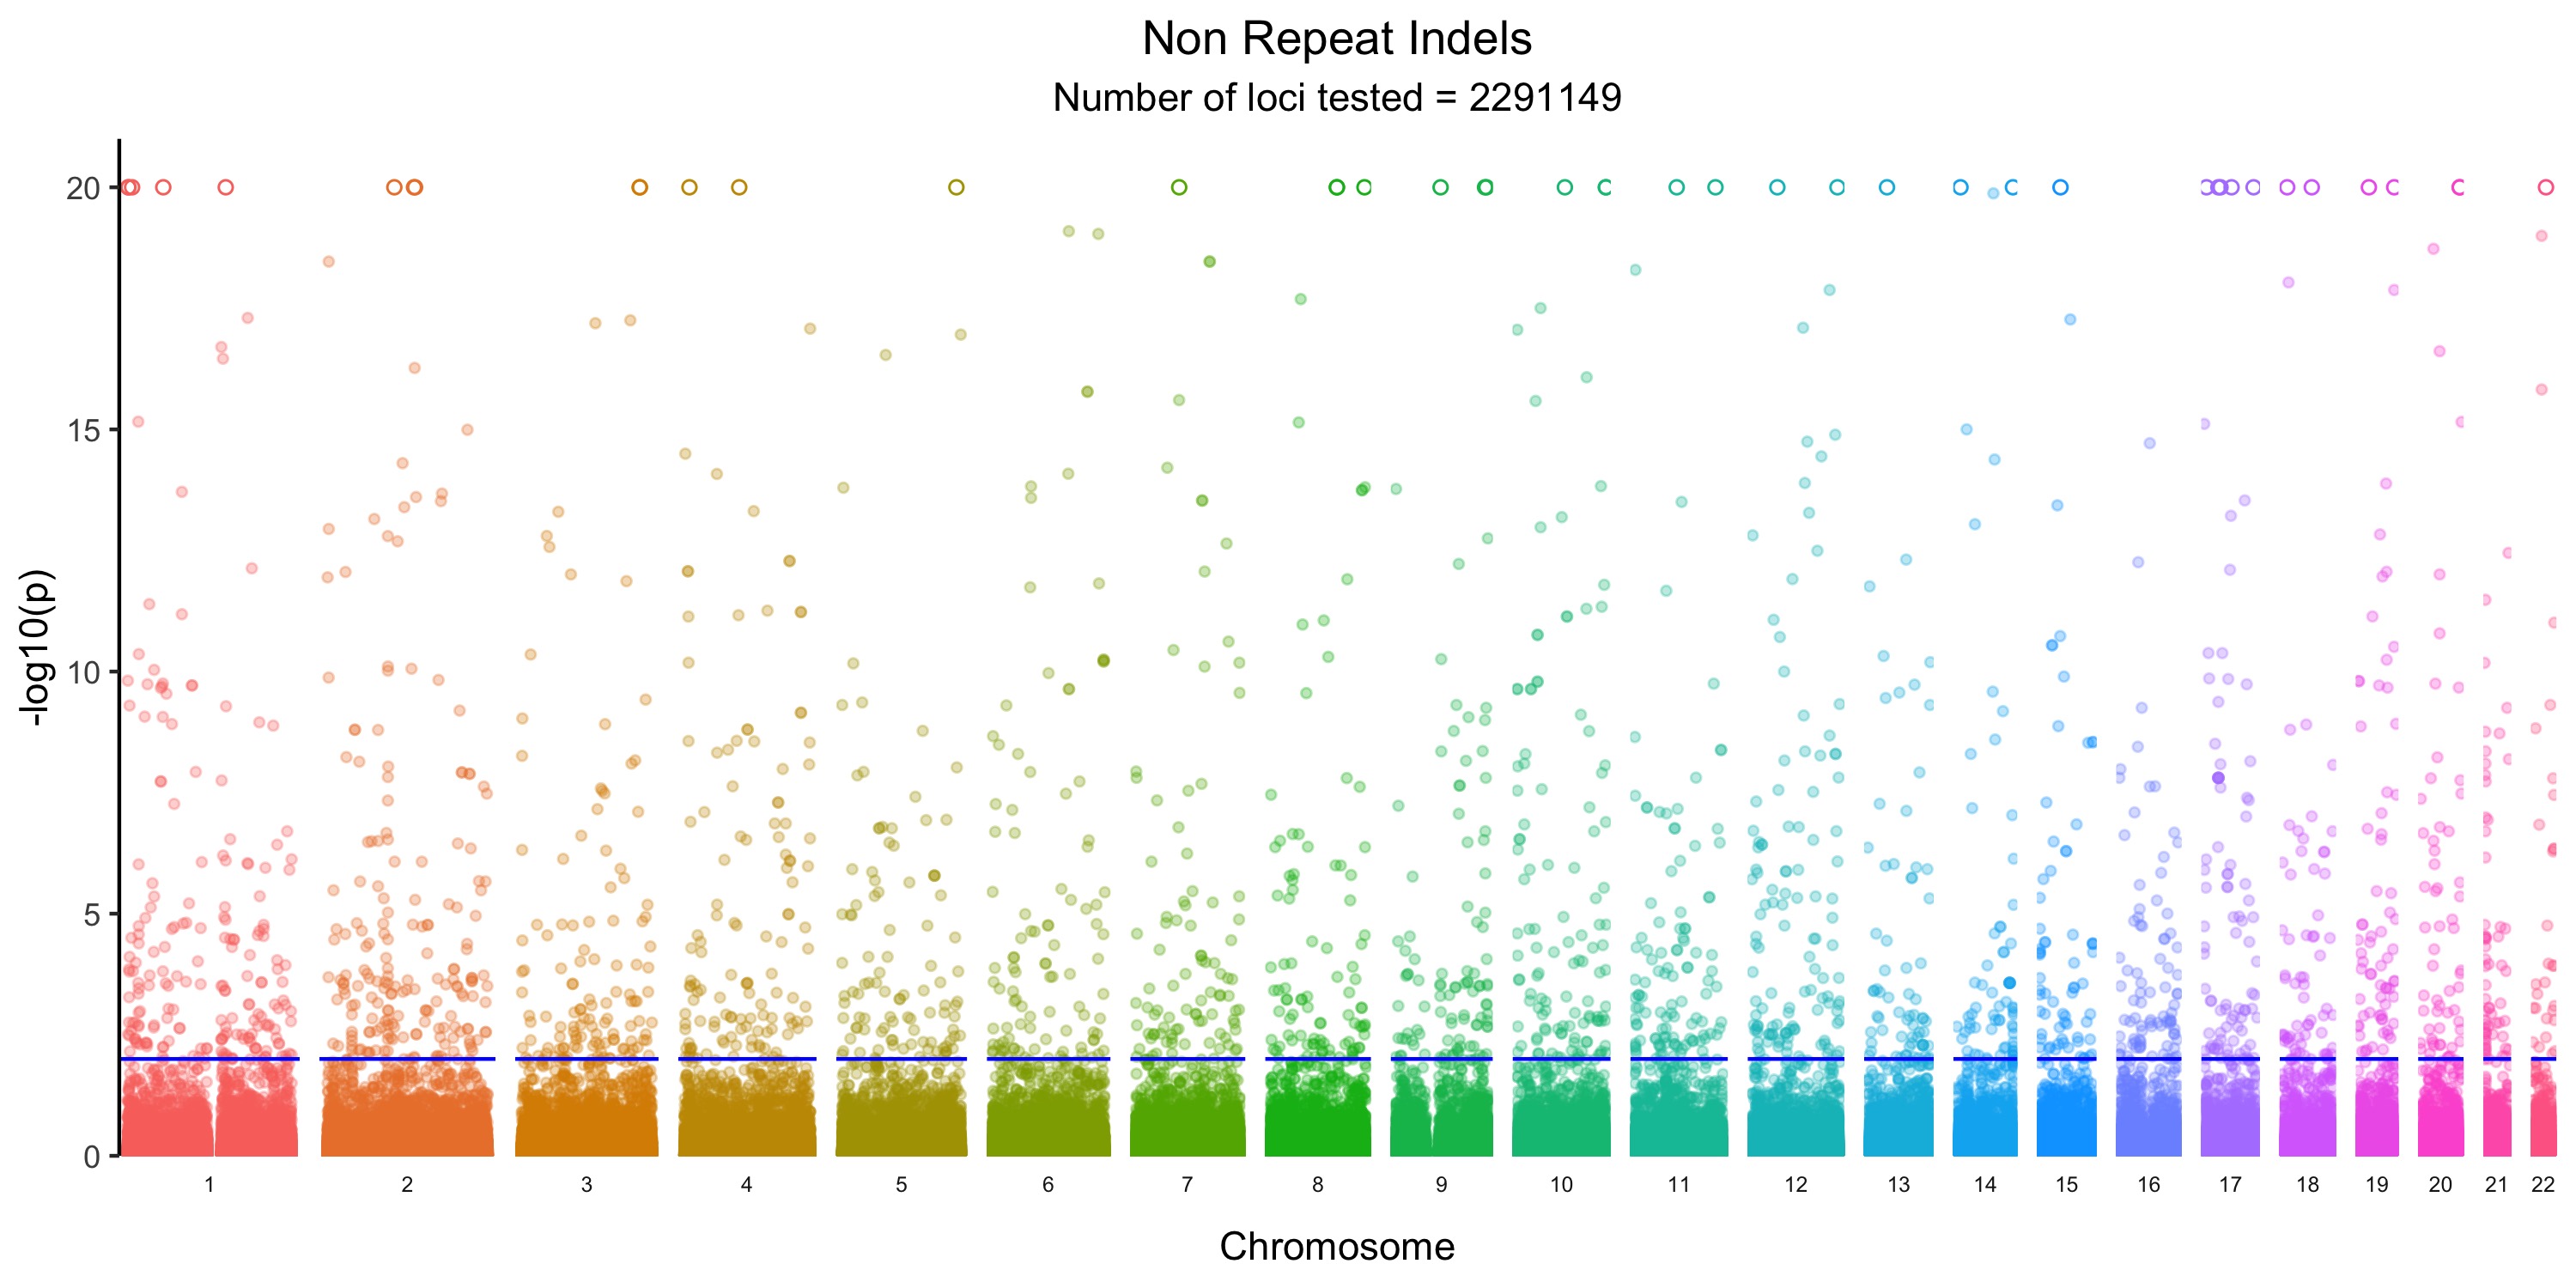 Non Repeat Indels
Number of loci tested = 2291149
20
15
10
5
0
-log10(p)
1 2 3 4 5 6 7 8 9 10 11 12 13 14 15 16 17 18 19 20 21 22
Chromosome